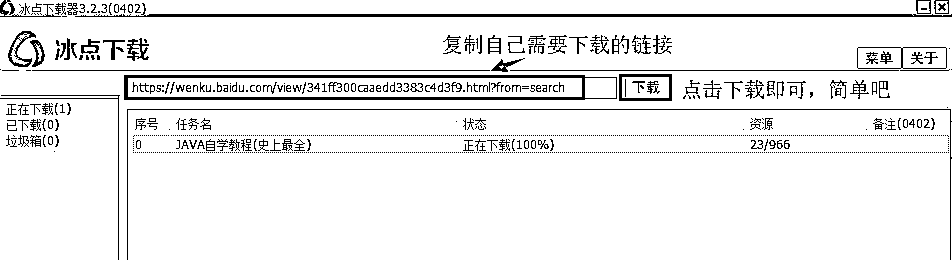 冰点下载器3.2.3(0402)
冰点下载
复制自己需要下载的链接
菜单 关于
https://wenku.baidu.com/view/341ff300caaedd3383c4d3f9.html?from=search 下载 点击下载即可，简单吧
正在下载(1)
已下载(0)
垃圾箱(0)
序号 任务名 状态 资源 备注(0402)
0 JAVA自学教程(史上最全) 正在下载(100%) 23/966